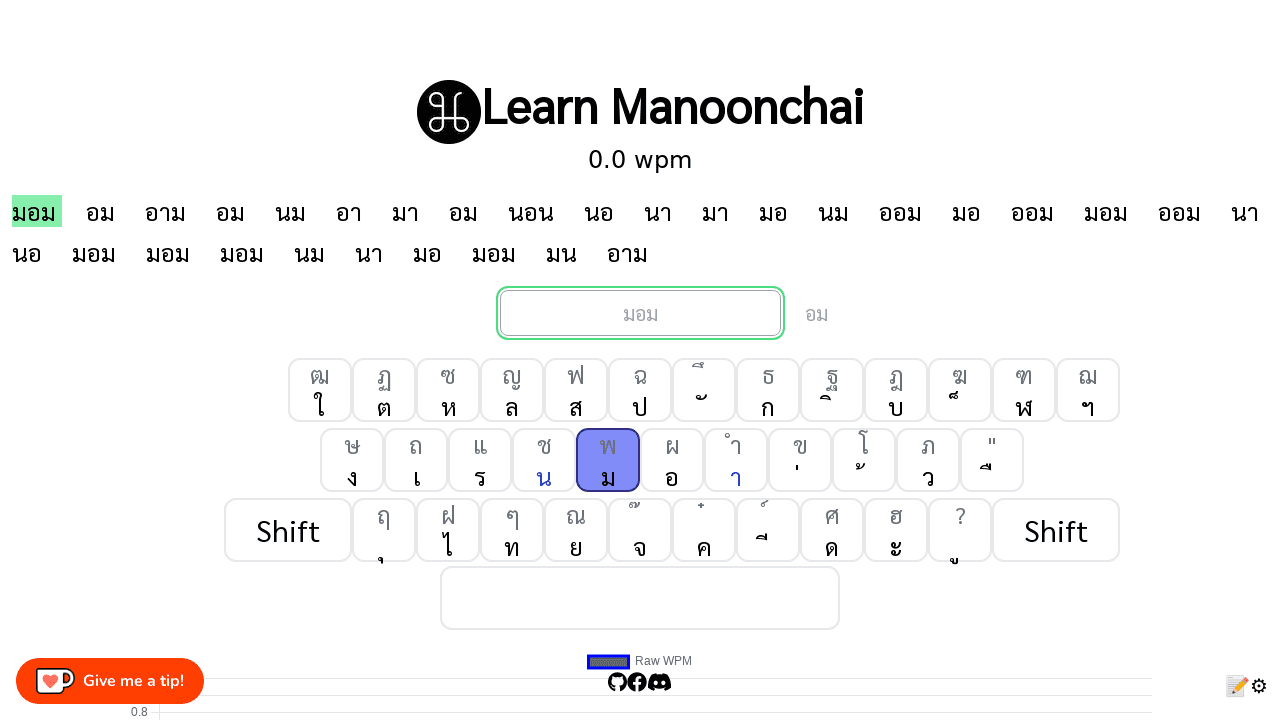 Learn Manoonchai
0.0 wpm
มอม อม อาม อม นม อา มา อม นอน นอ นา มา มอ นม ออม มอ ออม มอม ออม นา
นอ มอม มอม มอม นม นา มอ มอม มน อาม
มอม อม
ฒ ฏ ซ ญ ฟ ฉ ึ ธ ฐ ฎ ฆ ฑ ฌ
ใ ต ห ล ส ป ั ก ิ บ ็ ฬ ฯ
ษ ถ แ ช พ ผ ำ ข โ ภ "
ง เ ร น ม อ า ่ ้ ว ื
Shift ฤ ฝ ๆ ณ ๊ ๋ ์ ศ ฮ ? Shift
ุ ไ ท ย จ ค ี ด ะ ู
Raw WPM
Give me a tip!
0.8